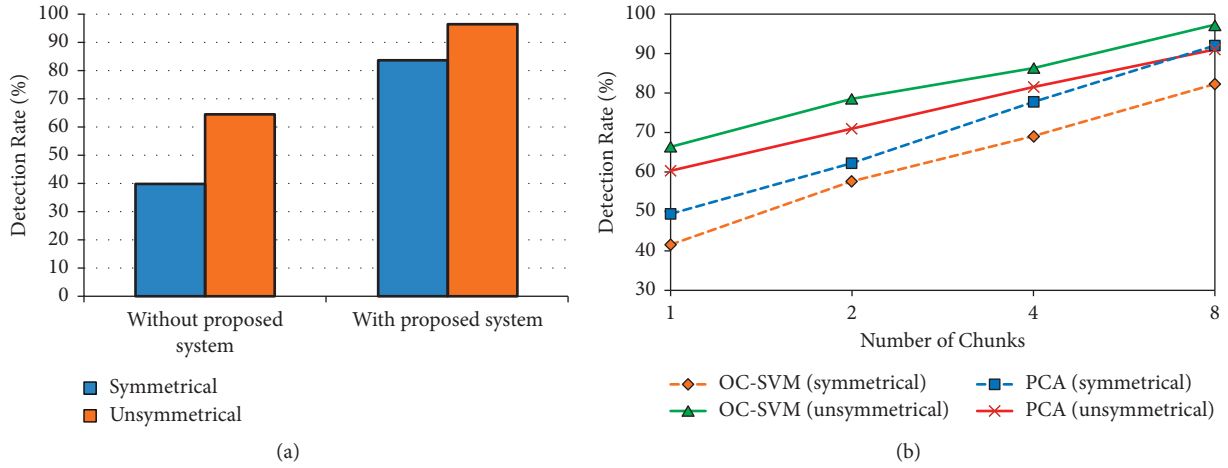 Detection Rate (%)
100
90
80
70
60
50
40
30
20
10
0
Without proposed
system
With proposed system
Symmetrical
Unsymmetrical
(a)
Detection Rate (%)
100
90
80
70
60
50
40
30
1
2
4
8
Number of Chunks
OC-SVM (symmetrical)
OC-SVM (unsymmetrical)
PCA (symmetrical)
PCA (unsymmetrical)
(b)